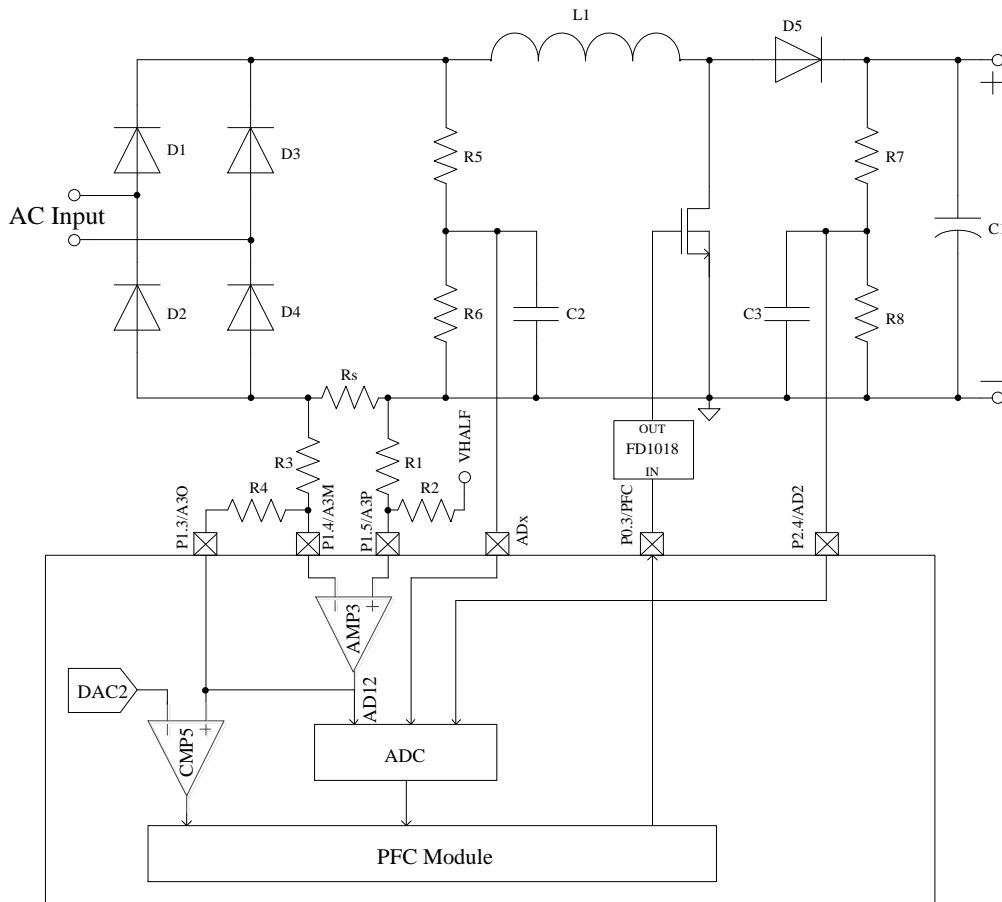 L1
D5
D1
D3
R5
R7
AC Input
C1
D2
D4
R6
C2
C3
R8
Rs
VHALF
OUT
FD1018
IN
R3
R1
R4
R2
P1.3/A3O
P1.4/A3M
P1.5/A3P
ADx
P0.3/PFC
P2.4/AD2
AMP3
DAC2
AD12
CMP5
ADC
PFC Module